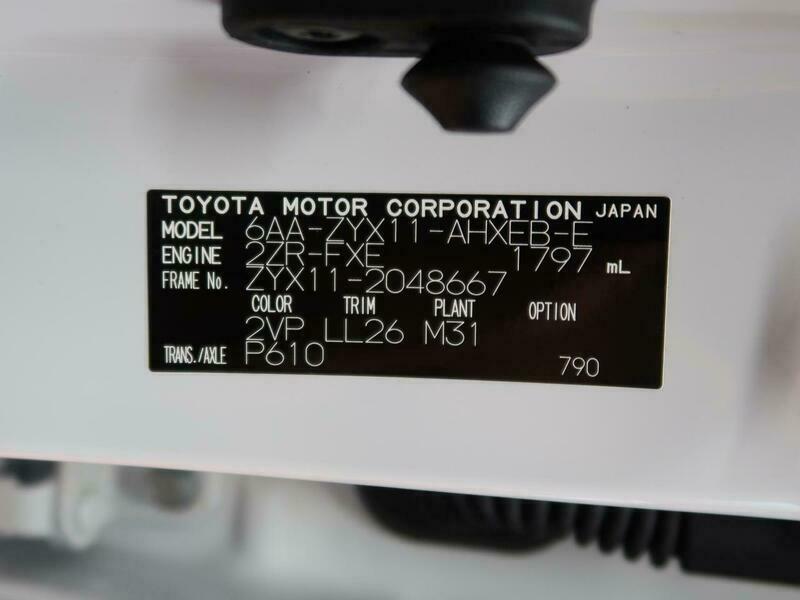 TOYOTA MOTOR CORPORATION JAPAN
MODEL 6AA-ZYX11-AHXEB-E
ENGINE 2ZR-FXE 1797 mL
FRAME No. ZYX11-2048667
COLOR TRIM PLANT OPTION
2VP LL26 M31
TRANS./AXLE P610 790